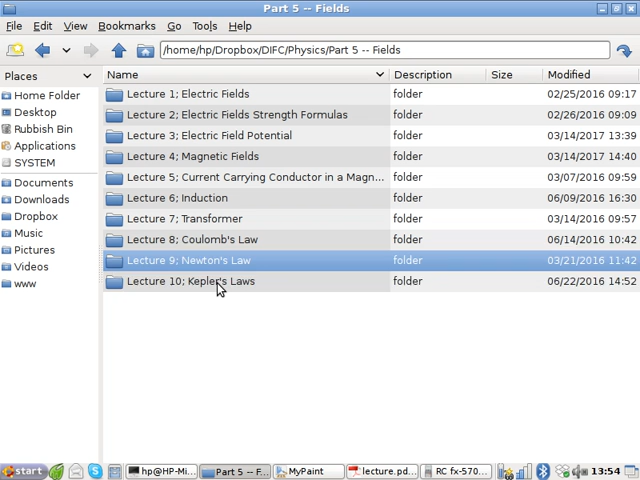 Part 5 -- Fields
File Edit View Bookmarks Go Tools Help
/home/hp/Dropbox/DIFC/Physics/Part 5 -- Fields
Places
Home Folder
Desktop
Rubbish Bin
Applications
SYSTEM
Documents
Downloads
Dropbox
Music
Pictures
Videos
www
Name Description Size Modified
Lecture 1; Electric Fields folder 02/25/2016 09:17
Lecture 2; Electric Fields Strength Formulas folder 02/26/2016 09:09
Lecture 3; Electric Field Potential folder 03/14/2017 13:39
Lecture 4; Magnetic Fields folder 03/14/2017 14:40
Lecture 5; Current Carrying Conductor in a Magn... folder 03/07/2016 09:59
Lecture 6; Induction folder 06/09/2016 16:30
Lecture 7; Transformer folder 03/14/2016 09:57
Lecture 8; Coulomb's Law folder 06/14/2016 10:42
Lecture 9; Newton's Law folder 03/21/2016 11:42
Lecture 10; Kepler's Laws folder 06/22/2016 14:52
start hp@HP-Mi... Part 5 -- F... MyPaint lecture.pd... RC fx-570... 13:54